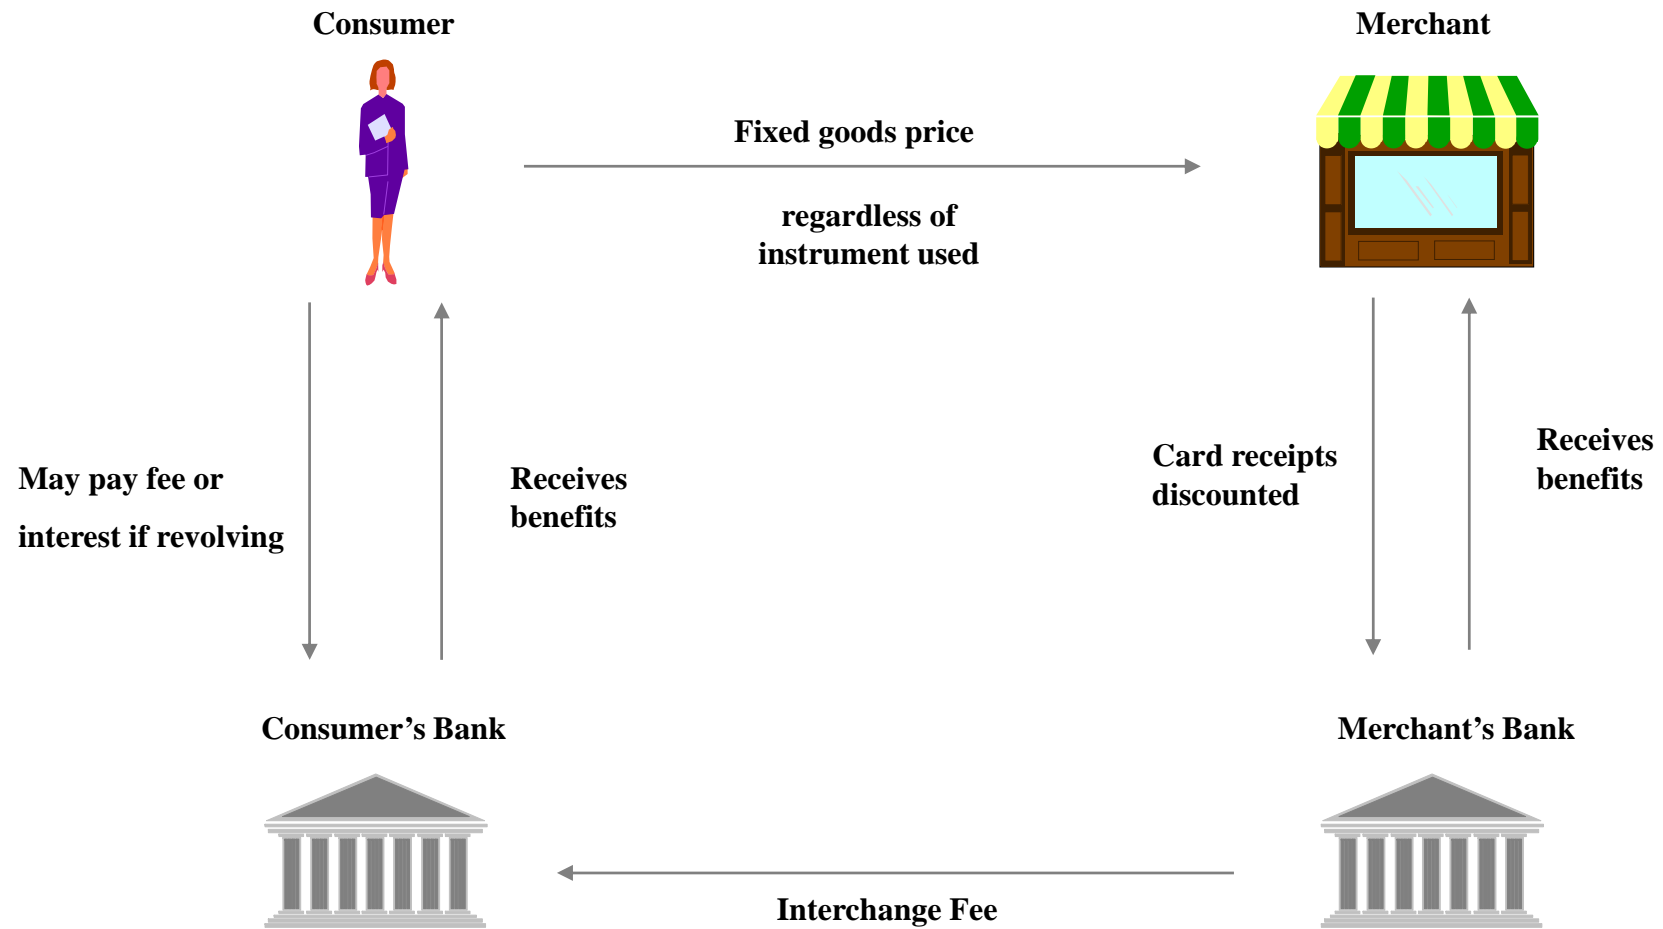 Consumer
Merchant
Fixed goods price
regardless of
instrument used
May pay fee or
interest if revolving
Receives
benefits
Card receipts
discounted
Receives
benefits
Consumer’s Bank
Merchant’s Bank
Interchange Fee